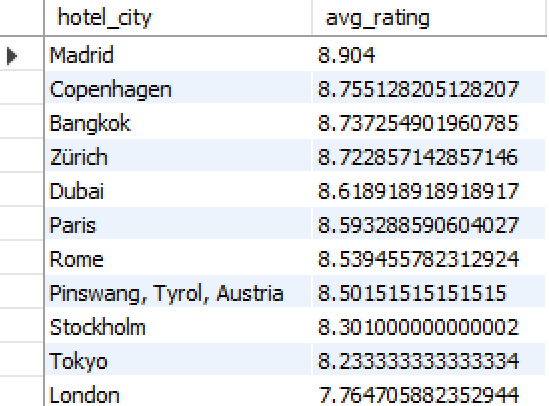 hotel_city avg_rating
Madrid 8.904
Copenhagen 8.755128205128207
Bangkok 8.737254901960785
Zürich 8.722857142857146
Dubai 8.618918918918917
Paris 8.593288590604027
Rome 8.539455782312924
Pinswang, Tyrol, Austria 8.50151515151515
Stockholm 8.301000000000002
Tokyo 8.233333333333334
London 7.764705882352944